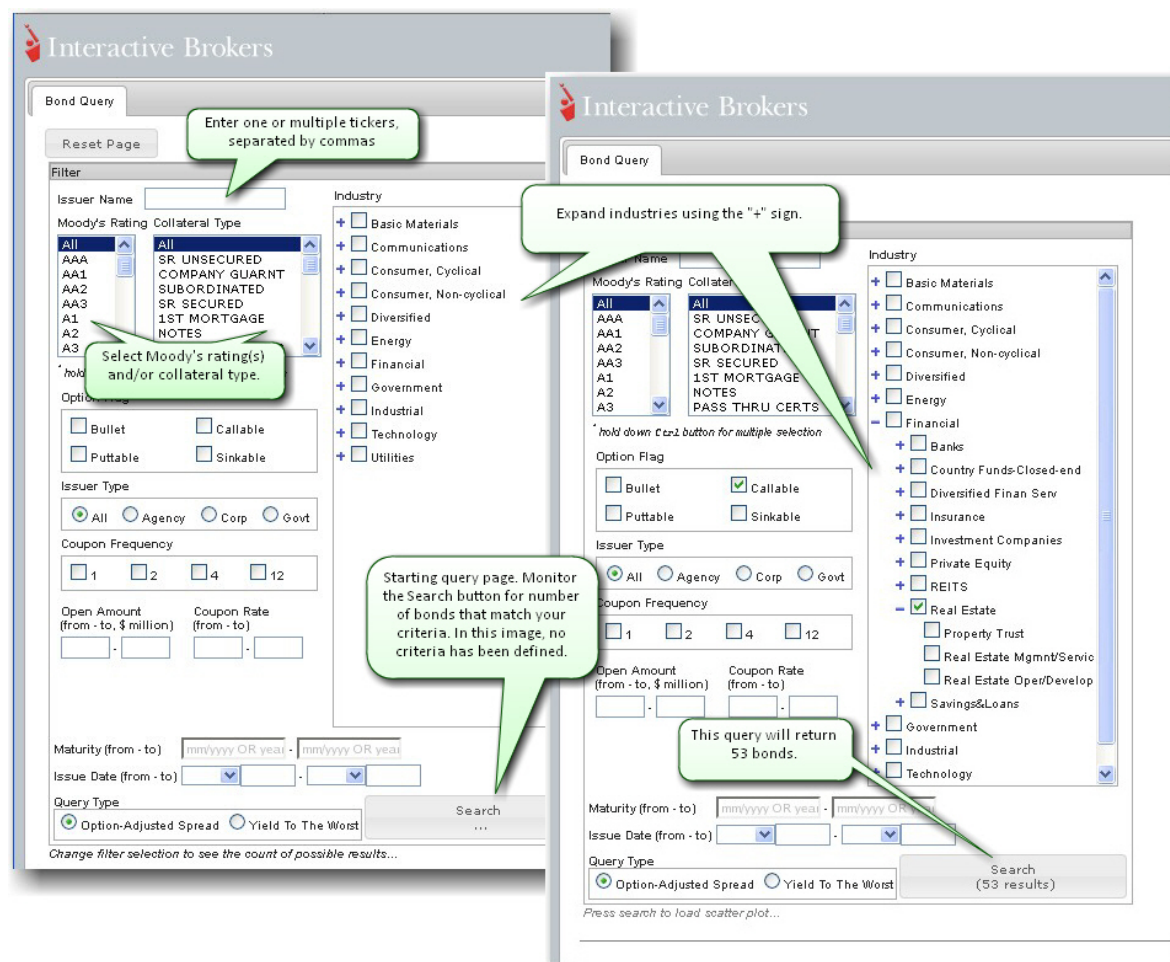 Interactive Brokers
Bond Query
Reset Page
Enter one or multiple tickers,
separated by commas
Filter
Issuer Name
Moody's Rating Collateral Type
All
AAA
AA1
AA2
AA3
A1
A2
A3
All
SR UNSECURED
COMPANY GUARNT
SUBORDINATED
SR SECURED
1ST MORTGAGE
NOTES
Select Moody's rating(s)
and/or collateral type.
* hold
Option Flag
Bullet
Callable
Puttable
Sinkable
Issuer Type
All Agency Corp Govt
Coupon Frequency
1 2 4 12
Open Amount
(from - to, $ million)
Coupon Rate
(from - to)
-
-
Industry
+ Basic Materials
+ Communications
+ Consumer, Cyclical
+ Consumer, Non-cyclical
+ Diversified
+ Energy
+ Financial
+ Government
+ Industrial
+ Technology
+ Utilities
Starting query page. Monitor
the Search button for number
of bonds that match your
criteria. In this image, no
criteria has been defined.
Maturity (from - to) mm/yyyy OR year - mm/yyyy OR year
Issue Date (from - to) -
Query Type
Option-Adjusted Spread Yield To The Worst
Search
...
Change filter selection to see the count of possible results...
Interactive Brokers
Bond Query
Expand industries using the "+" sign.
Name
Moody's Rating Collater
All
AAA
AA1
AA2
AA3
A1
A2
A3
All
SR UNSEC
COMPANY GUARNT
SUBORDINAT
SR SECURED
1ST MORTGAGE
NOTES
PASS THRU CERTS
* hold down Ctrl button for multiple selection
Option Flag
Bullet
Callable
Puttable
Sinkable
Issuer Type
All Agency Corp Govt
Coupon Frequency
1 2 4 12
Open Amount
(from - to, $ million)
Coupon Rate
(from - to)
-
-
Industry
+ Basic Materials
+ Communications
+ Consumer, Cyclical
+ Consumer, Non-cyclical
+ Diversified
+ Energy
− Financial
+ Banks
+ Country Funds-Closed-end
+ Diversified Finan Serv
+ Insurance
+ Investment Companies
+ Private Equity
+ REITS
− Real Estate
Property Trust
Real Estate Mgmnt/Servic
Real Estate Oper/Develop
+ Savings&Loans
+ Government
+ Industrial
+ Technology
This query will return
53 bonds.
Maturity (from - to) mm/yyyy OR year - mm/yyyy OR year
Issue Date (from - to) -
Query Type
Option-Adjusted Spread Yield To The Worst
Search
(53 results)
Press search to load scatter plot...